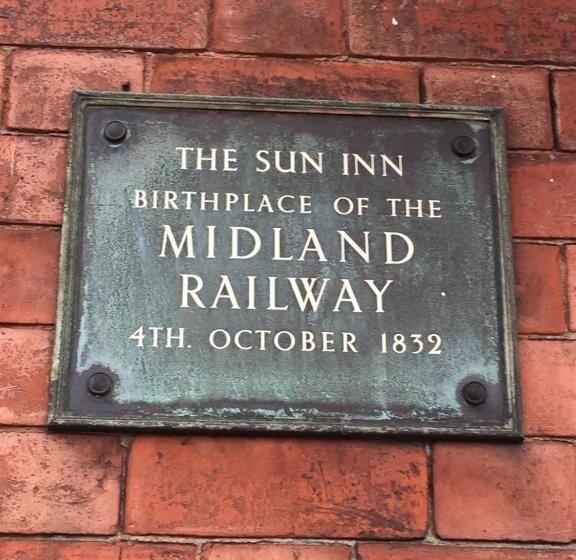 THE SUN INN
BIRTHPLACE OF THE
MIDLAND
RAILWAY
4TH. OCTOBER 1832